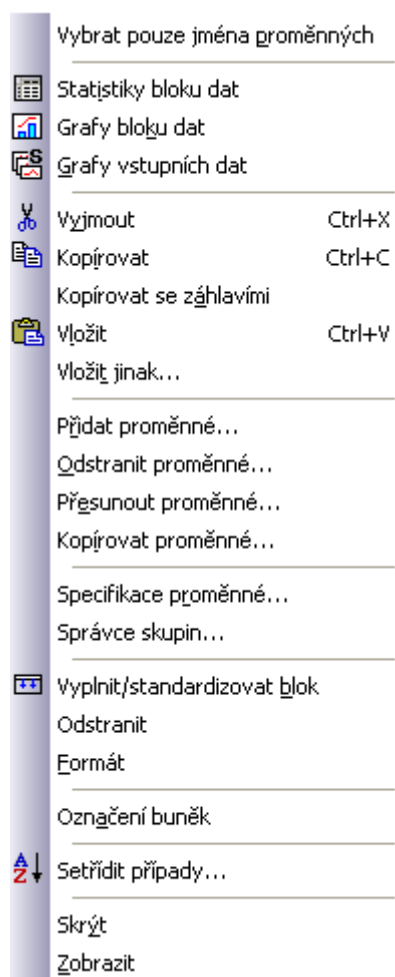 Vybrat pouze jména proměnných
Statistiky bloku dat
Grafy bloku dat
Grafy vstupních dat
Vyjmout Ctrl+X
Kopírovat Ctrl+C
Kopírovat se záhlavími
Vložit Ctrl+V
Vložit jinak...
Přidat proměnné...
Odstranit proměnné...
Přesunout proměnné...
Kopírovat proměnné...
Specifikace proměnné...
Správce skupin...
Vyplnit/standardizovat blok
Odstranit
Formát
Označení buněk
Setřídit případy...
Skrýt
Zobrazit